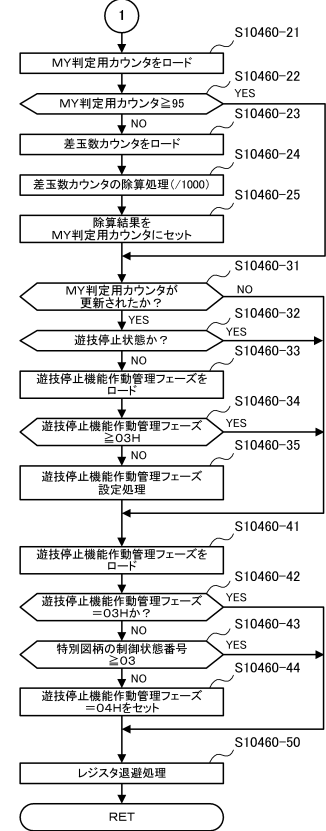 1
S10460-21
MY判定用カウンタをロード
S10460-22
MY判定用カウンタ≧95
YES
NO
S10460-23
差玉数カウンタをロード
S10460-24
差玉数カウンタの除算処理(/1000)
S10460-25
除算結果を
MY判定用カウンタにセット
S10460-31
MY判定用カウンタが
更新されたか？
NO
YES
S10460-32
遊技停止状態か？
YES
NO
S10460-33
遊技停止機能作動管理フェーズを
ロード
S10460-34
遊技停止機能作動管理フェーズ
≧03H
YES
NO
S10460-35
遊技停止機能作動管理フェーズ
設定処理
S10460-41
遊技停止機能作動管理フェーズを
ロード
S10460-42
遊技停止機能作動管理フェーズ
=03Hか？
YES
NO
S10460-43
特別図柄の制御状態番号
≧03
YES
NO
S10460-44
遊技停止機能作動管理フェーズ
=04Hをセット
S10460-50
レジスタ退避処理
RET